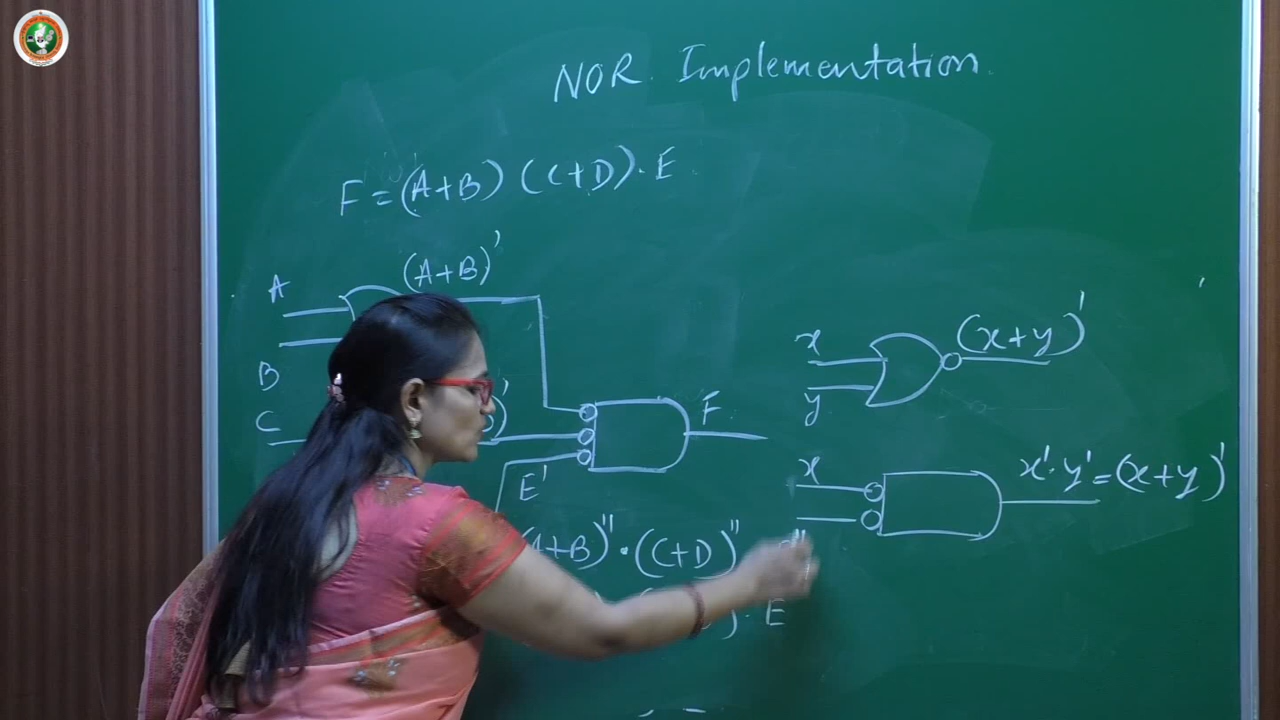 NOR Implementation
F = (A+B) (C+D) . E
(A+B)'
A
B
C
E'
F
(A+B)'' . (C+D)''
. E
x
y
(x+y)'
x
x' . y' = (x+y)'